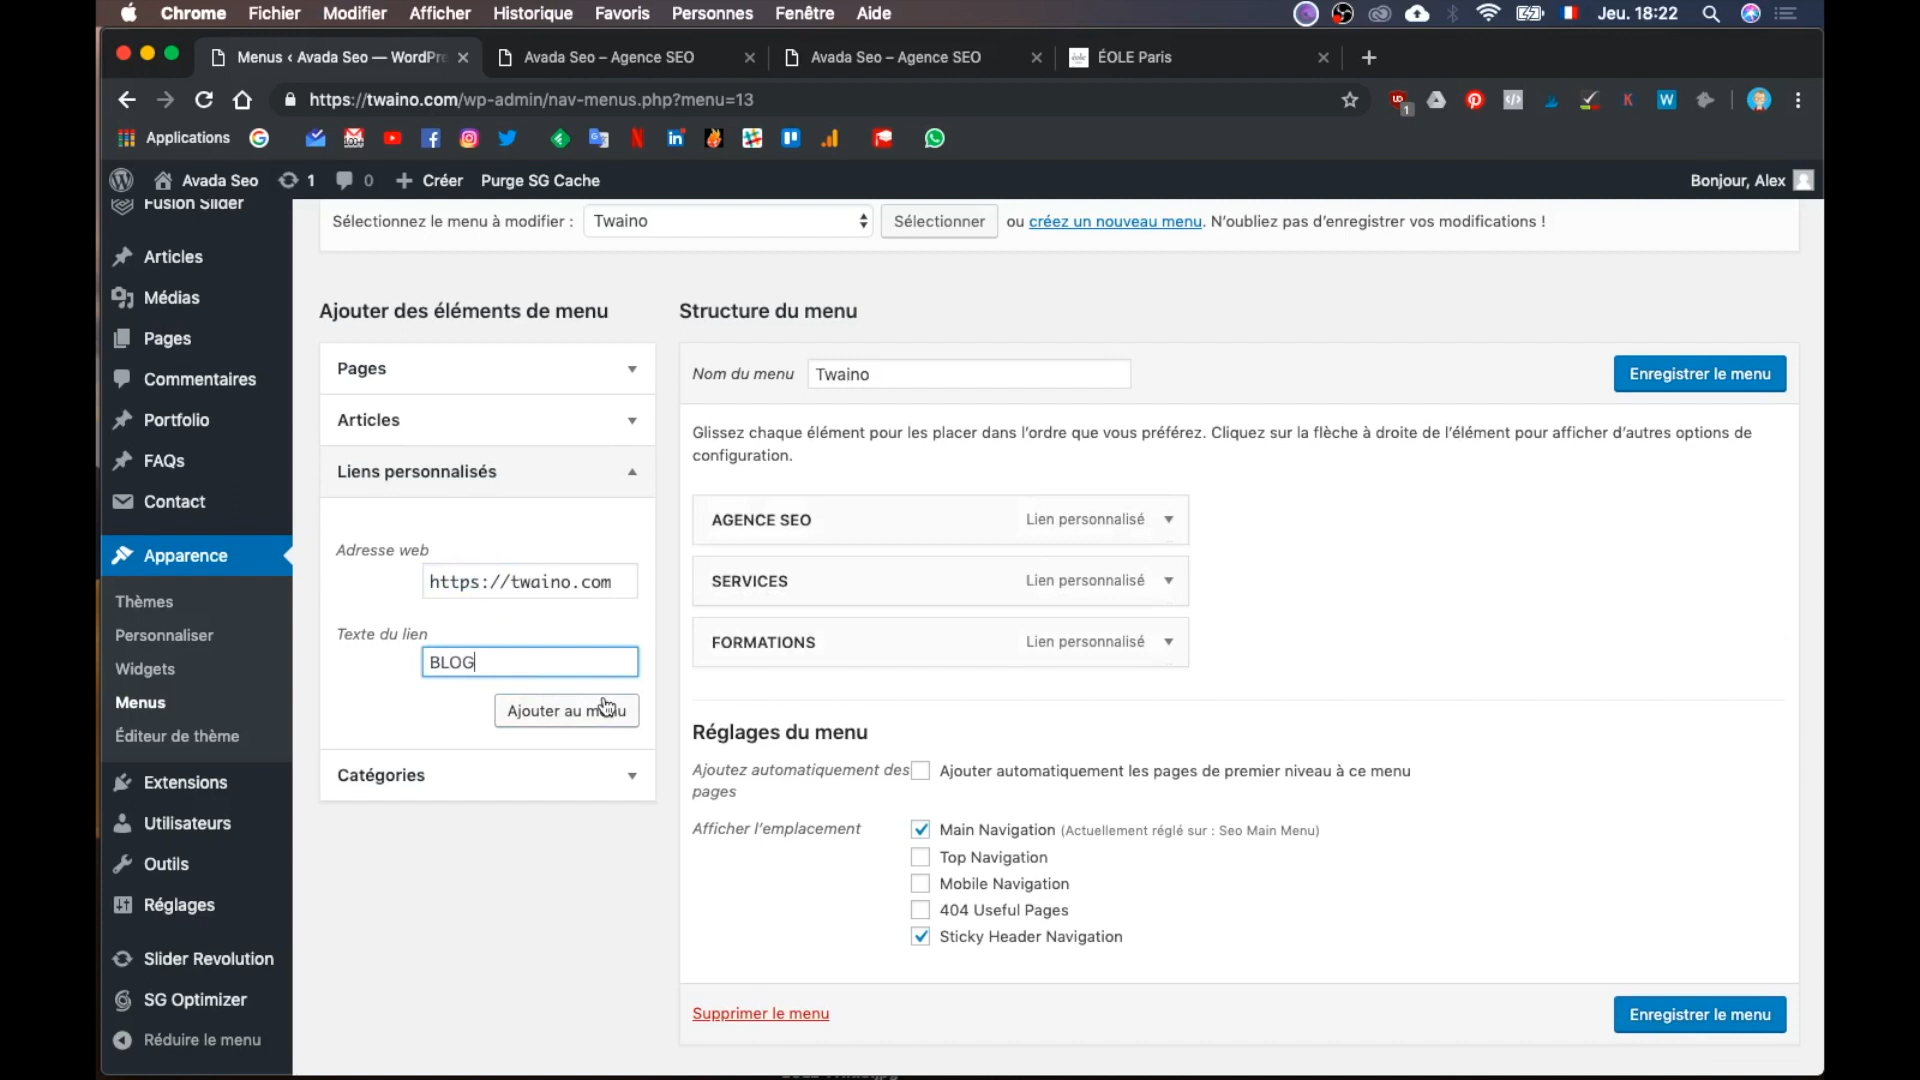 Chrome Fichier Modifier Afficher Historique Favoris Personnes Fenêtre Aide Jeu. 18:22
Menus ‹ Avada Seo — WordPre Avada Seo – Agence SEO Avada Seo – Agence SEO ÉOLE Paris
https://twaino.com/wp-admin/nav-menus.php?menu=13
Applications
Avada Seo 1 0 Créer Purge SG Cache Bonjour, Alex
Fusion Slider
Articles
Médias
Pages
Commentaires
Portfolio
FAQs
Contact
Apparence
Thèmes
Personnaliser
Widgets
Menus
Éditeur de thème
Extensions
Utilisateurs
Outils
Réglages
Slider Revolution
SG Optimizer
Réduire le menu
Sélectionnez le menu à modifier : Twaino Sélectionner ou créez un nouveau menu. N’oubliez pas d’enregistrer vos modifications !
Ajouter des éléments de menu
Pages
Articles
Liens personnalisés
Adresse web
https://twaino.com
Texte du lien
BLOG
Ajouter au menu
Catégories
Structure du menu
Nom du menu Twaino Enregistrer le menu
Glissez chaque élément pour les placer dans l’ordre que vous préférez. Cliquez sur la flèche à droite de l’élément pour afficher d’autres options de
configuration.
AGENCE SEO Lien personnalisé
SERVICES Lien personnalisé
FORMATIONS Lien personnalisé
Réglages du menu
Ajoutez automatiquement des
pages
Ajouter automatiquement les pages de premier niveau à ce menu
Afficher l’emplacement
Main Navigation (Actuellement réglé sur : Seo Main Menu)
Top Navigation
Mobile Navigation
404 Useful Pages
Sticky Header Navigation
Supprimer le menu Enregistrer le menu